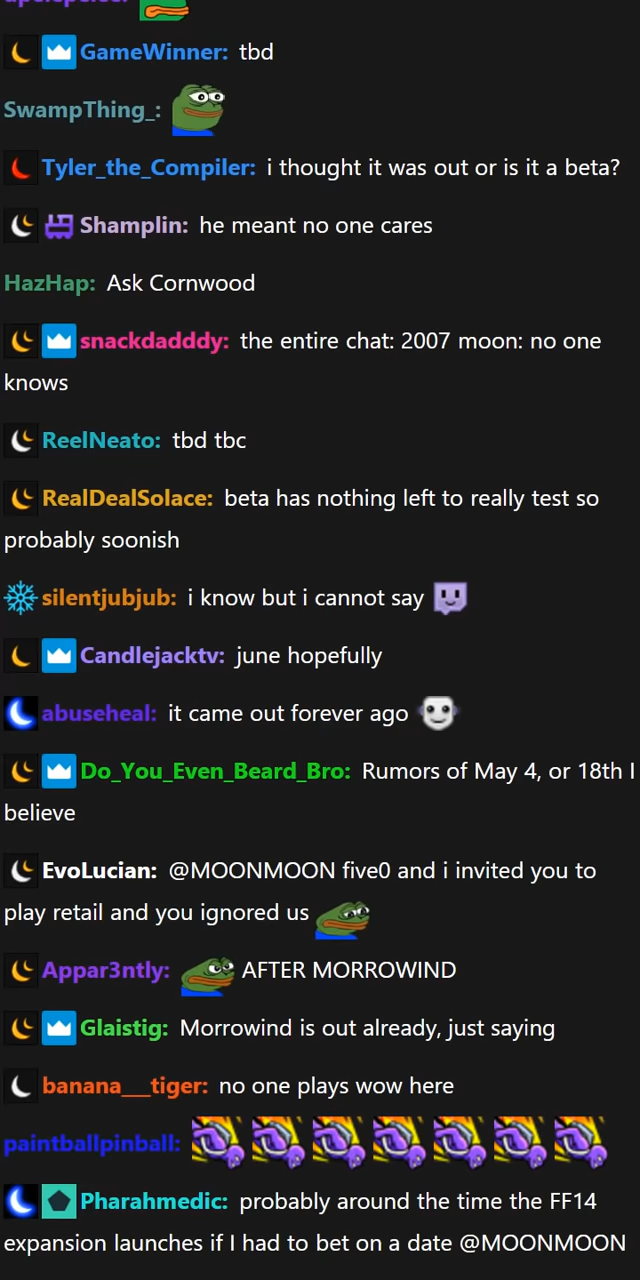 GameWinner: tbd
SwampThing_:
Tyler_the_Compiler: i thought it was out or is it a beta?
Shamplin: he meant no one cares
HazHap: Ask Cornwood
snackdadddy: the entire chat: 2007 moon: no one
knows
ReelNeato: tbd tbc
RealDealSolace: beta has nothing left to really test so
probably soonish
silentjubjub: i know but i cannot say
Candlejacktv: june hopefully
abuseheal: it came out forever ago
Do_You_Even_Beard_Bro: Rumors of May 4, or 18th I
believe
EvoLucian: @MOONMOON five0 and i invited you to
play retail and you ignored us
Appar3ntly: AFTER MORROWIND
Glaistig: Morrowind is out already, just saying
banana___tiger: no one plays wow here
paintballpinball:
Pharahmedic: probably around the time the FF14
expansion launches if I had to bet on a date @MOONMOON